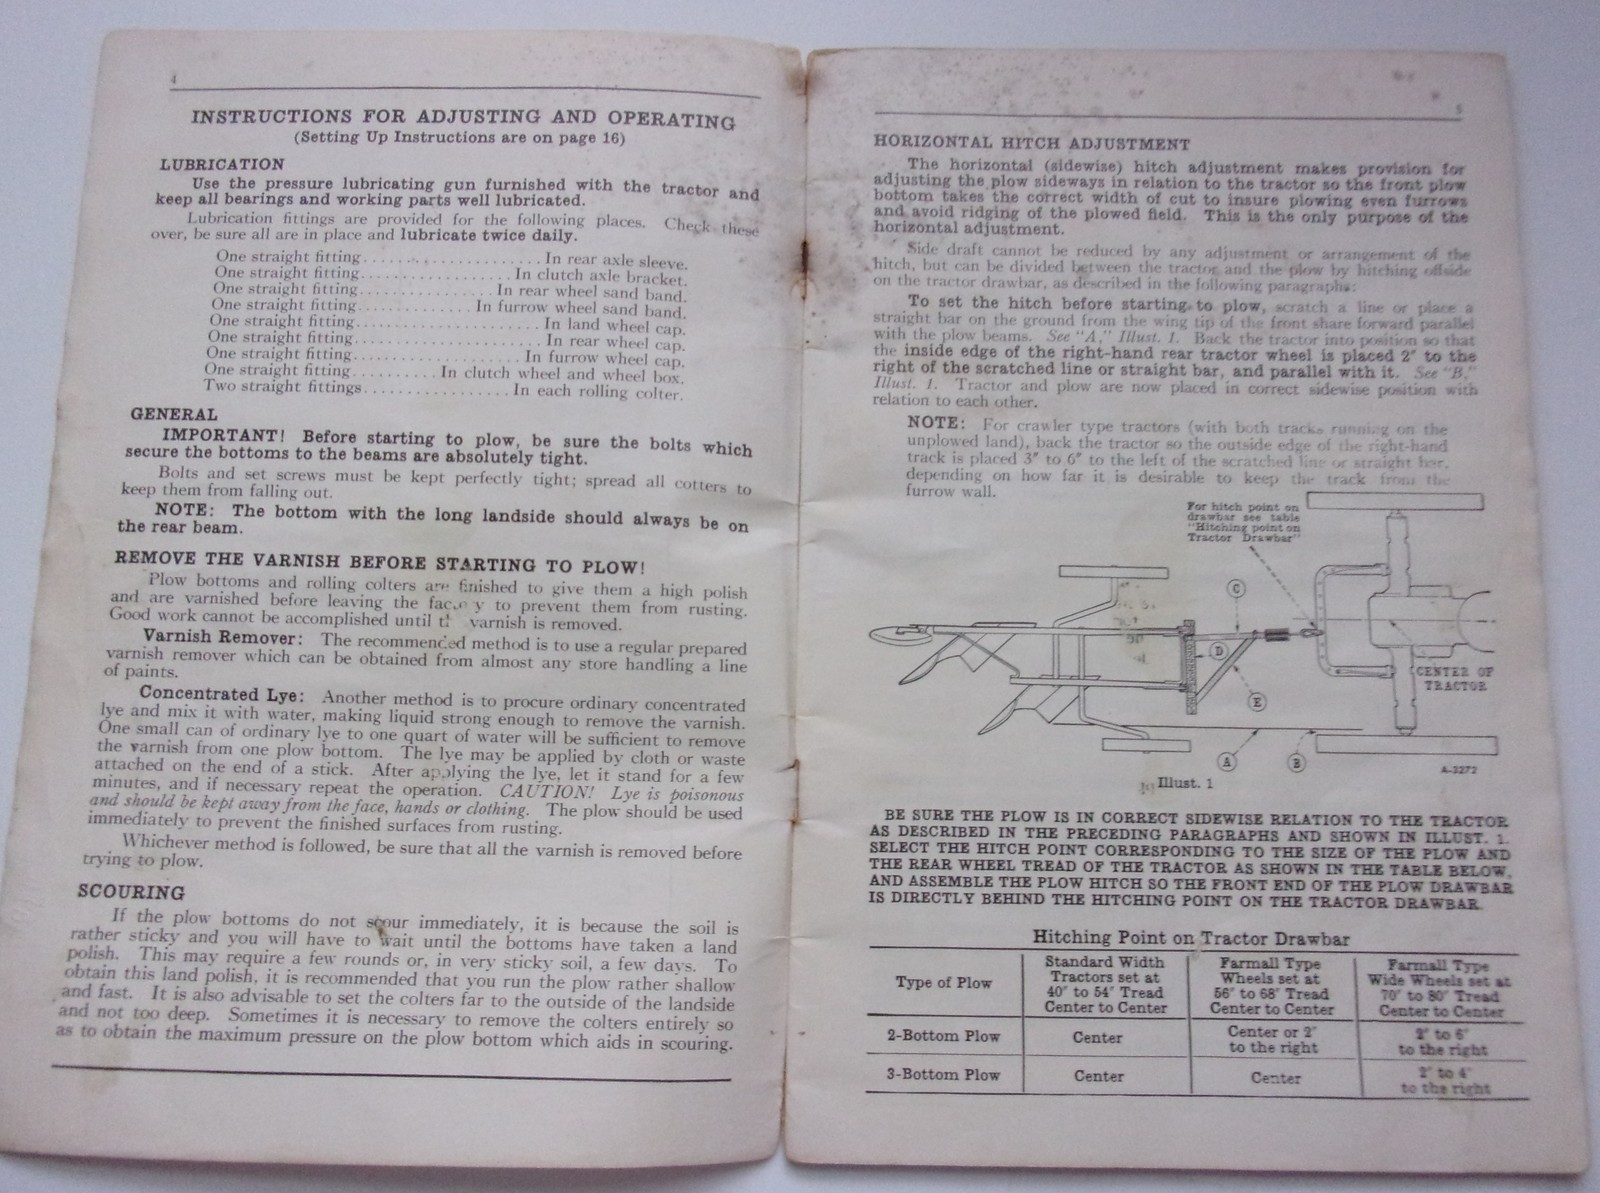 4
INSTRUCTIONS FOR ADJUSTING AND OPERATING
(Setting Up Instructions are on page 16)
LUBRICATION
Use the pressure lubricating gun furnished with the tractor and
keep all bearings and working parts well lubricated.
Lubrication fittings are provided for the following places. Check these
over, be sure all are in place and lubricate twice daily.
One straight fitting........................In rear axle sleeve.
One straight fitting....................In clutch axle bracket.
One straight fitting..................In rear wheel sand band.
One straight fitting...............In furrow wheel sand band.
One straight fitting........................In land wheel cap.
One straight fitting........................In rear wheel cap.
One straight fitting......................In furrow wheel cap.
One straight fitting...........In clutch wheel and wheel box.
Two straight fittings...................In each rolling colter.
GENERAL
IMPORTANT! Before starting to plow, be sure the bolts which
secure the bottoms to the beams are absolutely tight.
Bolts and set screws must be kept perfectly tight; spread all cotters to
keep them from falling out.
NOTE: The bottom with the long landside should always be on
the rear beam.
REMOVE THE VARNISH BEFORE STARTING TO PLOW!
Plow bottoms and rolling colters are finished to give them a high polish
and are varnished before leaving the factory to prevent them from rusting.
Good work cannot be accomplished until varnish is removed.
Varnish Remover: The recommended method is to use a regular prepared
varnish remover which can be obtained from almost any store handling a line
of paints.
Concentrated Lye: Another method is to procure ordinary concentrated
lye and mix it with water, making liquid strong enough to remove the varnish.
One small can of ordinary lye to one quart of water will be sufficient to remove
the varnish from one plow bottom. The lye may be applied by cloth or waste
attached on the end of a stick. After applying the lye, let it stand for a few
minutes, and if necessary repeat the operation. CAUTION! Lye is poisonous
and should be kept away from the face, hands or clothing. The plow should be used
immediately to prevent the finished surfaces from rusting.
Whichever method is followed, be sure that all the varnish is removed before
trying to plow.
SCOURING
If the plow bottoms do not scour immediately, it is because the soil is
rather sticky and you will have to wait until the bottoms have taken a land
polish. This may require a few rounds or, in very sticky soil, a few days. To
obtain this land polish, it is recommended that you run the plow rather shallow
and fast. It is also advisable to set the colters far to the outside of the landside
and not too deep. Sometimes it is necessary to remove the colters entirely so
as to obtain the maximum pressure on the plow bottom which aids in scouring.
5
HORIZONTAL HITCH ADJUSTMENT
The horizontal (sidewise) hitch adjustment makes provision for
adjusting the plow sideways in relation to the tractor so the front plow
bottom takes the correct width of cut to insure plowing even furrows
and avoid ridging of the plowed field. This is the only purpose of the
horizontal adjustment.
Side draft cannot be reduced by any adjustment or arrangement of the
hitch, but can be divided between the tractor and the plow by hitching offside
on the tractor drawbar, as described in the following paragraphs:
To set the hitch before starting to plow, scratch a line or place a
straight bar on the ground from the wing tip of the front share forward parallel
with the plow beams. See "A," Illust. 1. Back the tractor into position so that
the inside edge of the right-hand rear tractor wheel is placed 2" to the
right of the scratched line or straight bar, and parallel with it. See "B,"
Illust. 1. Tractor and plow are now placed in correct sidewise position with
relation to each other.
NOTE: For crawler type tractors (with both tracks running on the
unplowed land), back the tractor so the outside edge of the right-hand
track is placed 3" to 6" to the left of the scratched line or straight bar,
depending on how far it is desirable to keep the track from the
furrow wall.
For hitch point on
drawbar see table
"Hitching point on
Tractor Drawbar"
C
D
E
CENTER OF
TRACTOR
A
B
A-3272
Illust. 1
BE SURE THE PLOW IS IN CORRECT SIDEWISE RELATION TO THE TRACTOR
AS DESCRIBED IN THE PRECEDING PARAGRAPHS AND SHOWN IN ILLUST. 1.
SELECT THE HITCH POINT CORRESPONDING TO THE SIZE OF THE PLOW AND
THE REAR WHEEL TREAD OF THE TRACTOR AS SHOWN IN THE TABLE BELOW,
AND ASSEMBLE THE PLOW HITCH SO THE FRONT END OF THE PLOW DRAWBAR
IS DIRECTLY BEHIND THE HITCHING POINT ON THE TRACTOR DRAWBAR.
Hitching Point on Tractor Drawbar
Type of Plow
Standard Width
Tractors set at
40" to 54" Tread
Center to Center
Farmall Type
Wheels set at
56" to 68" Tread
Center to Center
Farmall Type
Wide Wheels set at
70" to 80" Tread
Center to Center
2-Bottom Plow
Center
Center or 2"
to the right
2" to 6"
to the right
3-Bottom Plow
Center
Center
2" to 4"
to the right